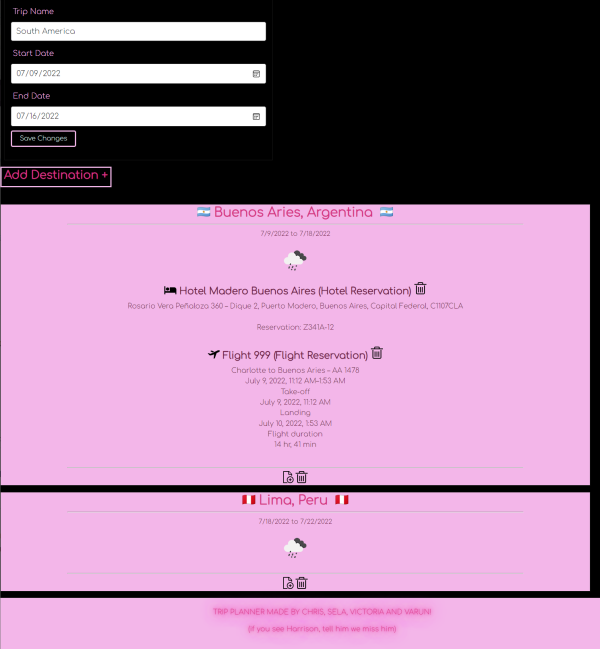 Trip Name
South America
Start Date
07/09/2022
End Date
07/16/2022
Save Changes
Add Destination +
Buenos Aries, Argentina
7/9/2022 to 7/18/2022
Hotel Madero Buenos Aires (Hotel Reservation)
Rosario Vera Peñaloza 360 – Dique 2, Puerto Madero, Buenos Aires, Capital Federal, C1107CLA
Reservation: Z341A-12
Flight 999 (Flight Reservation)
Charlotte to Buenos Aries – AA 1478
July 9, 2022, 11:12 AM–1:53 AM
Take-off
July 9, 2022, 11:12 AM
Landing
July 10, 2022, 1:53 AM
Flight duration
14 hr, 41 min
Lima, Peru
7/18/2022 to 7/22/2022
TRIP PLANNER MADE BY CHRIS, SELA, VICTORIA AND VARUN!
(if you see Harrison, tell him we miss him)